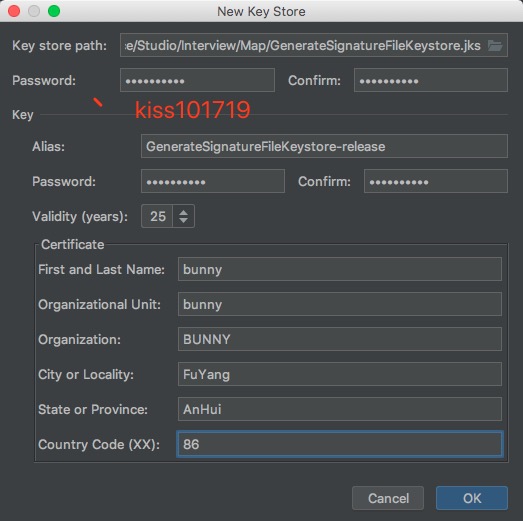 New Key Store
Key store path: :e/Studio/Interview/Map/GenerateSignatureFileKeystore.jks
Password: •••••••••• Confirm: ••••••••••
kiss101719
Key
Alias: GenerateSignatureFileKeystore-release
Password: •••••••••• Confirm: ••••••••••
Validity (years): 25
Certificate
First and Last Name: bunny
Organizational Unit: bunny
Organization: BUNNY
City or Locality: FuYang
State or Province: AnHui
Country Code (XX): 86
Cancel OK